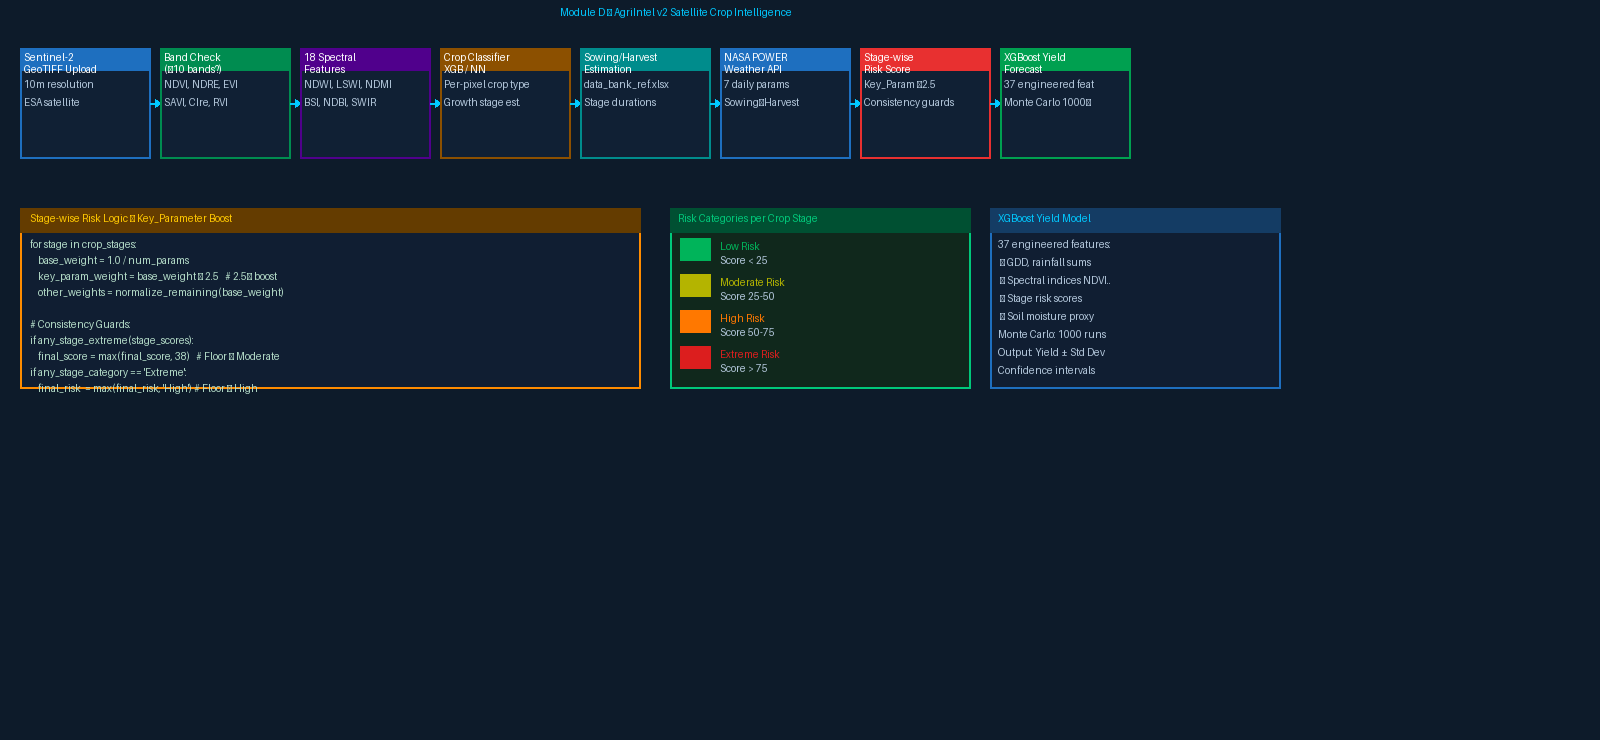 Module D▯ AgriIntel v2 Satellite Crop Intelligence
Sentinel-2
GeoTIFF Upload
10m resolution
ESA satellite
Band Check
(▯10 bands?)
NDVI, NDRE, EVI
SAVI, CIre, RVI
18 Spectral
Features
NDWI, LSWI, NDMI
BSI, NDBI, SWIR
Crop Classifier
XGB / NN
Per-pixel crop type
Growth stage est.
Sowing/Harvest
Estimation
data_bank_ref.xlsx
Stage durations
NASA POWER
Weather API
7 daily params
Sowing▯Harvest
Stage-wise
Risk Score
Key_Param ▯2.5
Consistency guards
XGBoost Yield
Forecast
37 engineered feat
Monte Carlo 1000▯
Stage-wise Risk Logic ▯ Key_Parameter Boost
for stage in crop_stages:
base_weight = 1.0 / num_params
key_param_weight = base_weight ▯ 2.5 # 2.5▯ boost
other_weights = normalize_remaining(base_weight)
# Consistency Guards:
if any_stage_extreme(stage_scores):
final_score = max(final_score, 38) # Floor ▯ Moderate
if any_stage_category == 'Extreme':
final_risk = max(final_risk, 'High') # Floor ▯ High
Risk Categories per Crop Stage
Low Risk
Score < 25
Moderate Risk
Score 25-50
High Risk
Score 50-75
Extreme Risk
Score > 75
XGBoost Yield Model
37 engineered features:
▯ GDD, rainfall sums
▯ Spectral indices NDVI..
▯ Stage risk scores
▯ Soil moisture proxy
Monte Carlo: 1000 runs
Output: Yield ± Std Dev
Confidence intervals